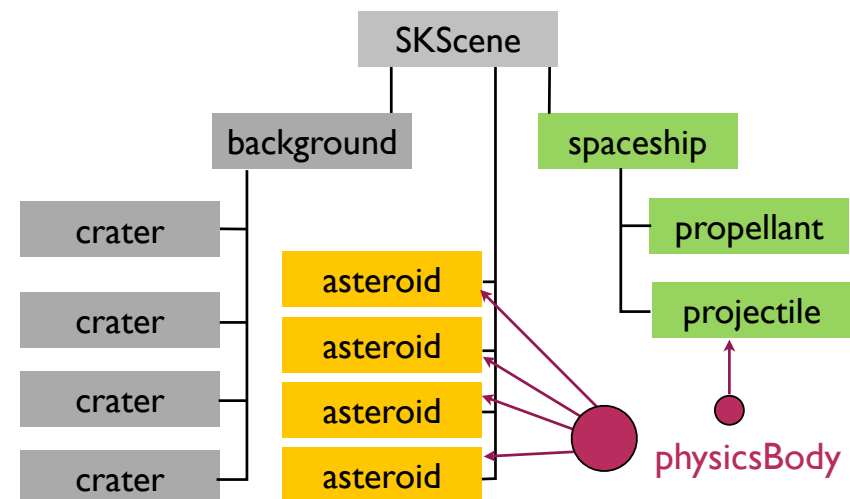 SKScene
background
spaceship
crater
propellant
asteroid
projectile
crater
asteroid
crater
asteroid
physicsBody
crater
asteroid